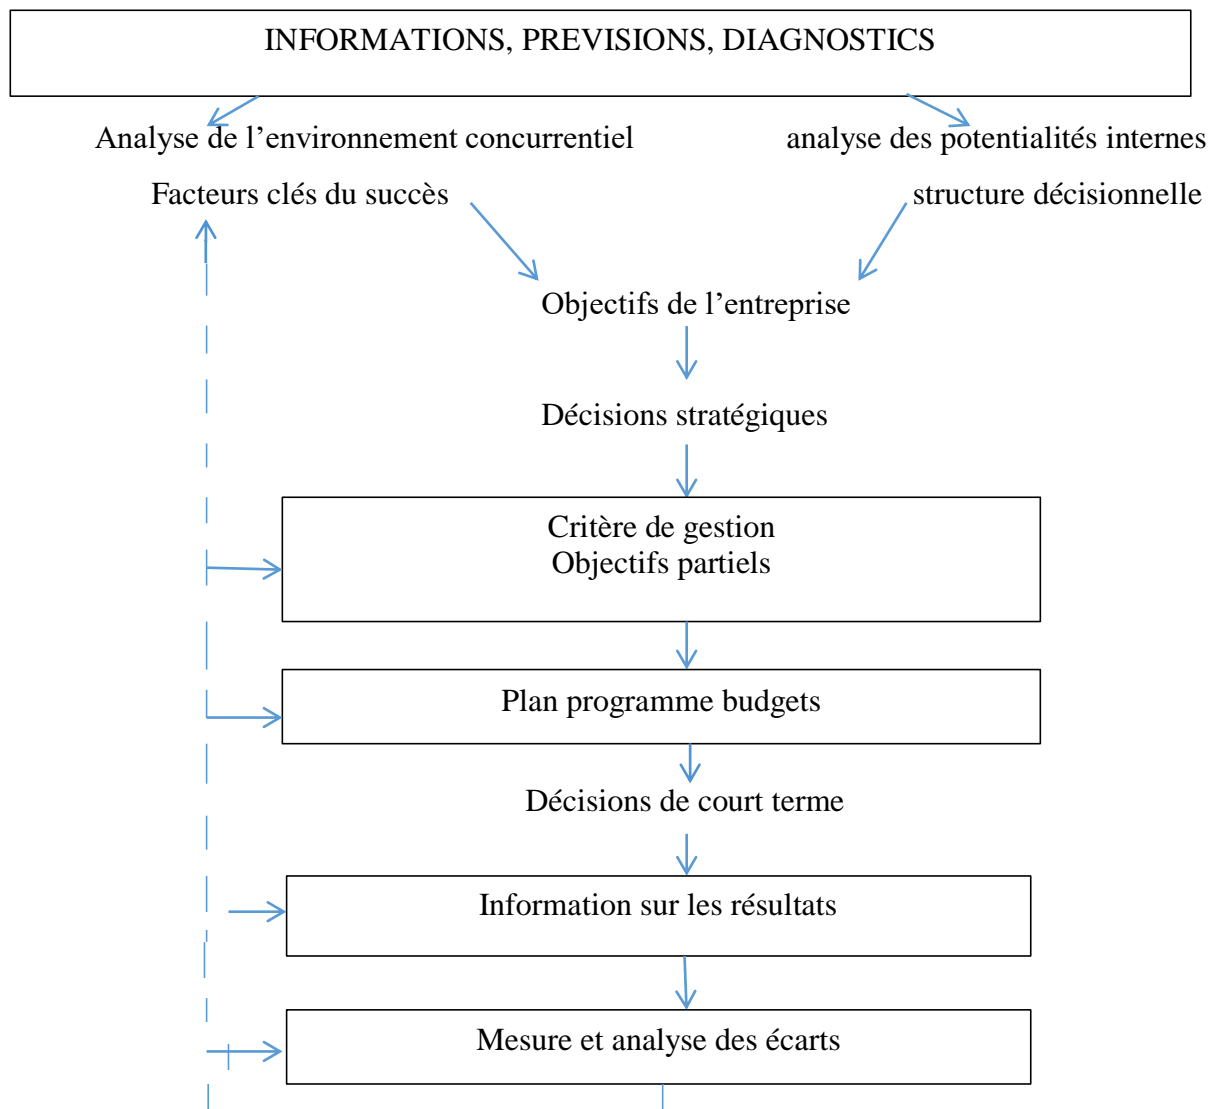 INFORMATIONS, PREVISIONS, DIAGNOSTICS
Analyse de l’environnement concurrentiel
analyse des potentialités internes
Facteurs clés du succès
structure décisionnelle
Objectifs de l’entreprise
Décisions stratégiques
Critère de gestion
Objectifs partiels
Plan programme budgets
Décisions de court terme
Information sur les résultats
Mesure et analyse des écarts